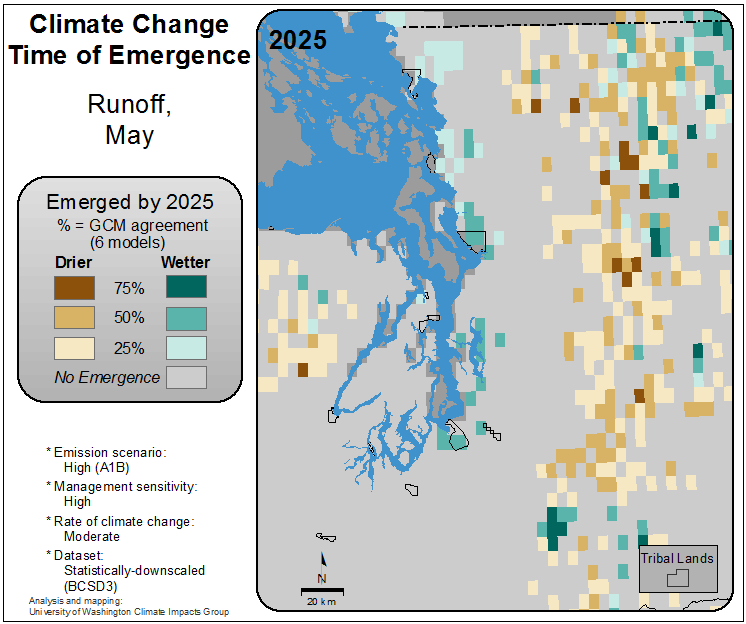 Climate Change
Time of Emergence
Runoff,
May
Emerged by 2025
% = GCM agreement
(6 models)
Drier Wetter
75%
50%
25%
No Emergence
* Emission scenario:
High (A1B)
* Management sensitivity:
High
* Rate of climate change:
Moderate
* Dataset:
Statistically-downscaled
(BCSD3)
Analysis and mapping:
University of Washington Climate Impacts Group
2025
N
20 km
Tribal Lands